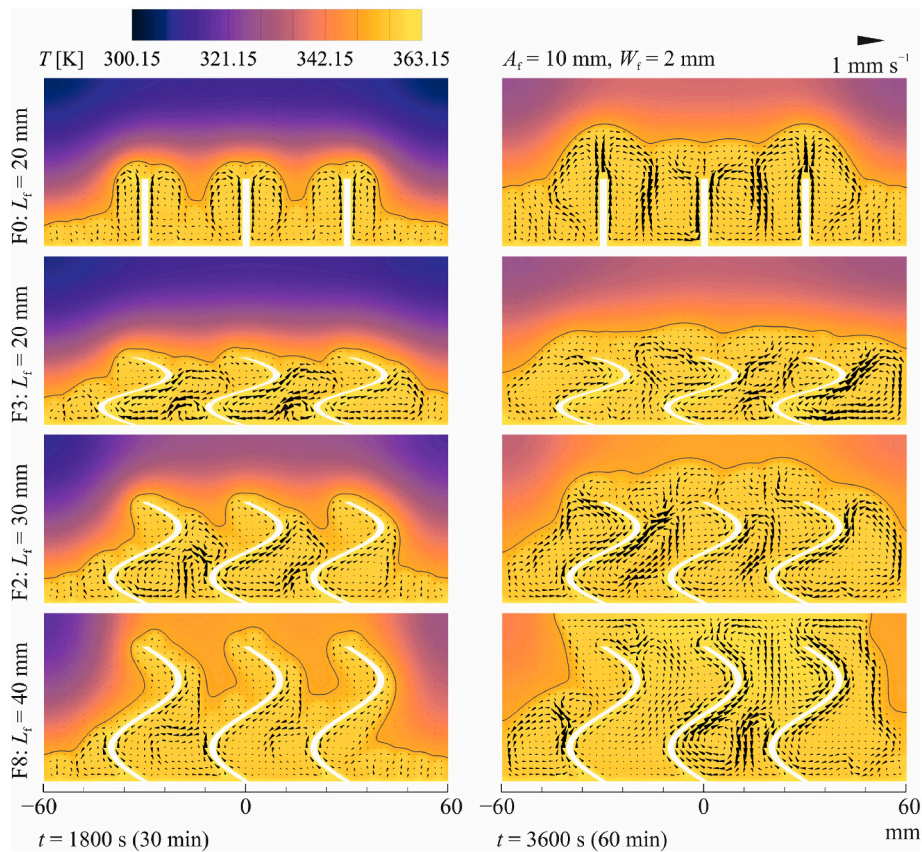 T [K]
300.15 321.15 342.15 363.15
A_f = 10 mm, W_f = 2 mm
1 mm s⁻¹
F0: L_f = 20 mm
F3: L_f = 20 mm
F2: L_f = 30 mm
F8: L_f = 40 mm
−60 0 60
−60 0 60
mm
t = 1800 s (30 min)
t = 3600 s (60 min)